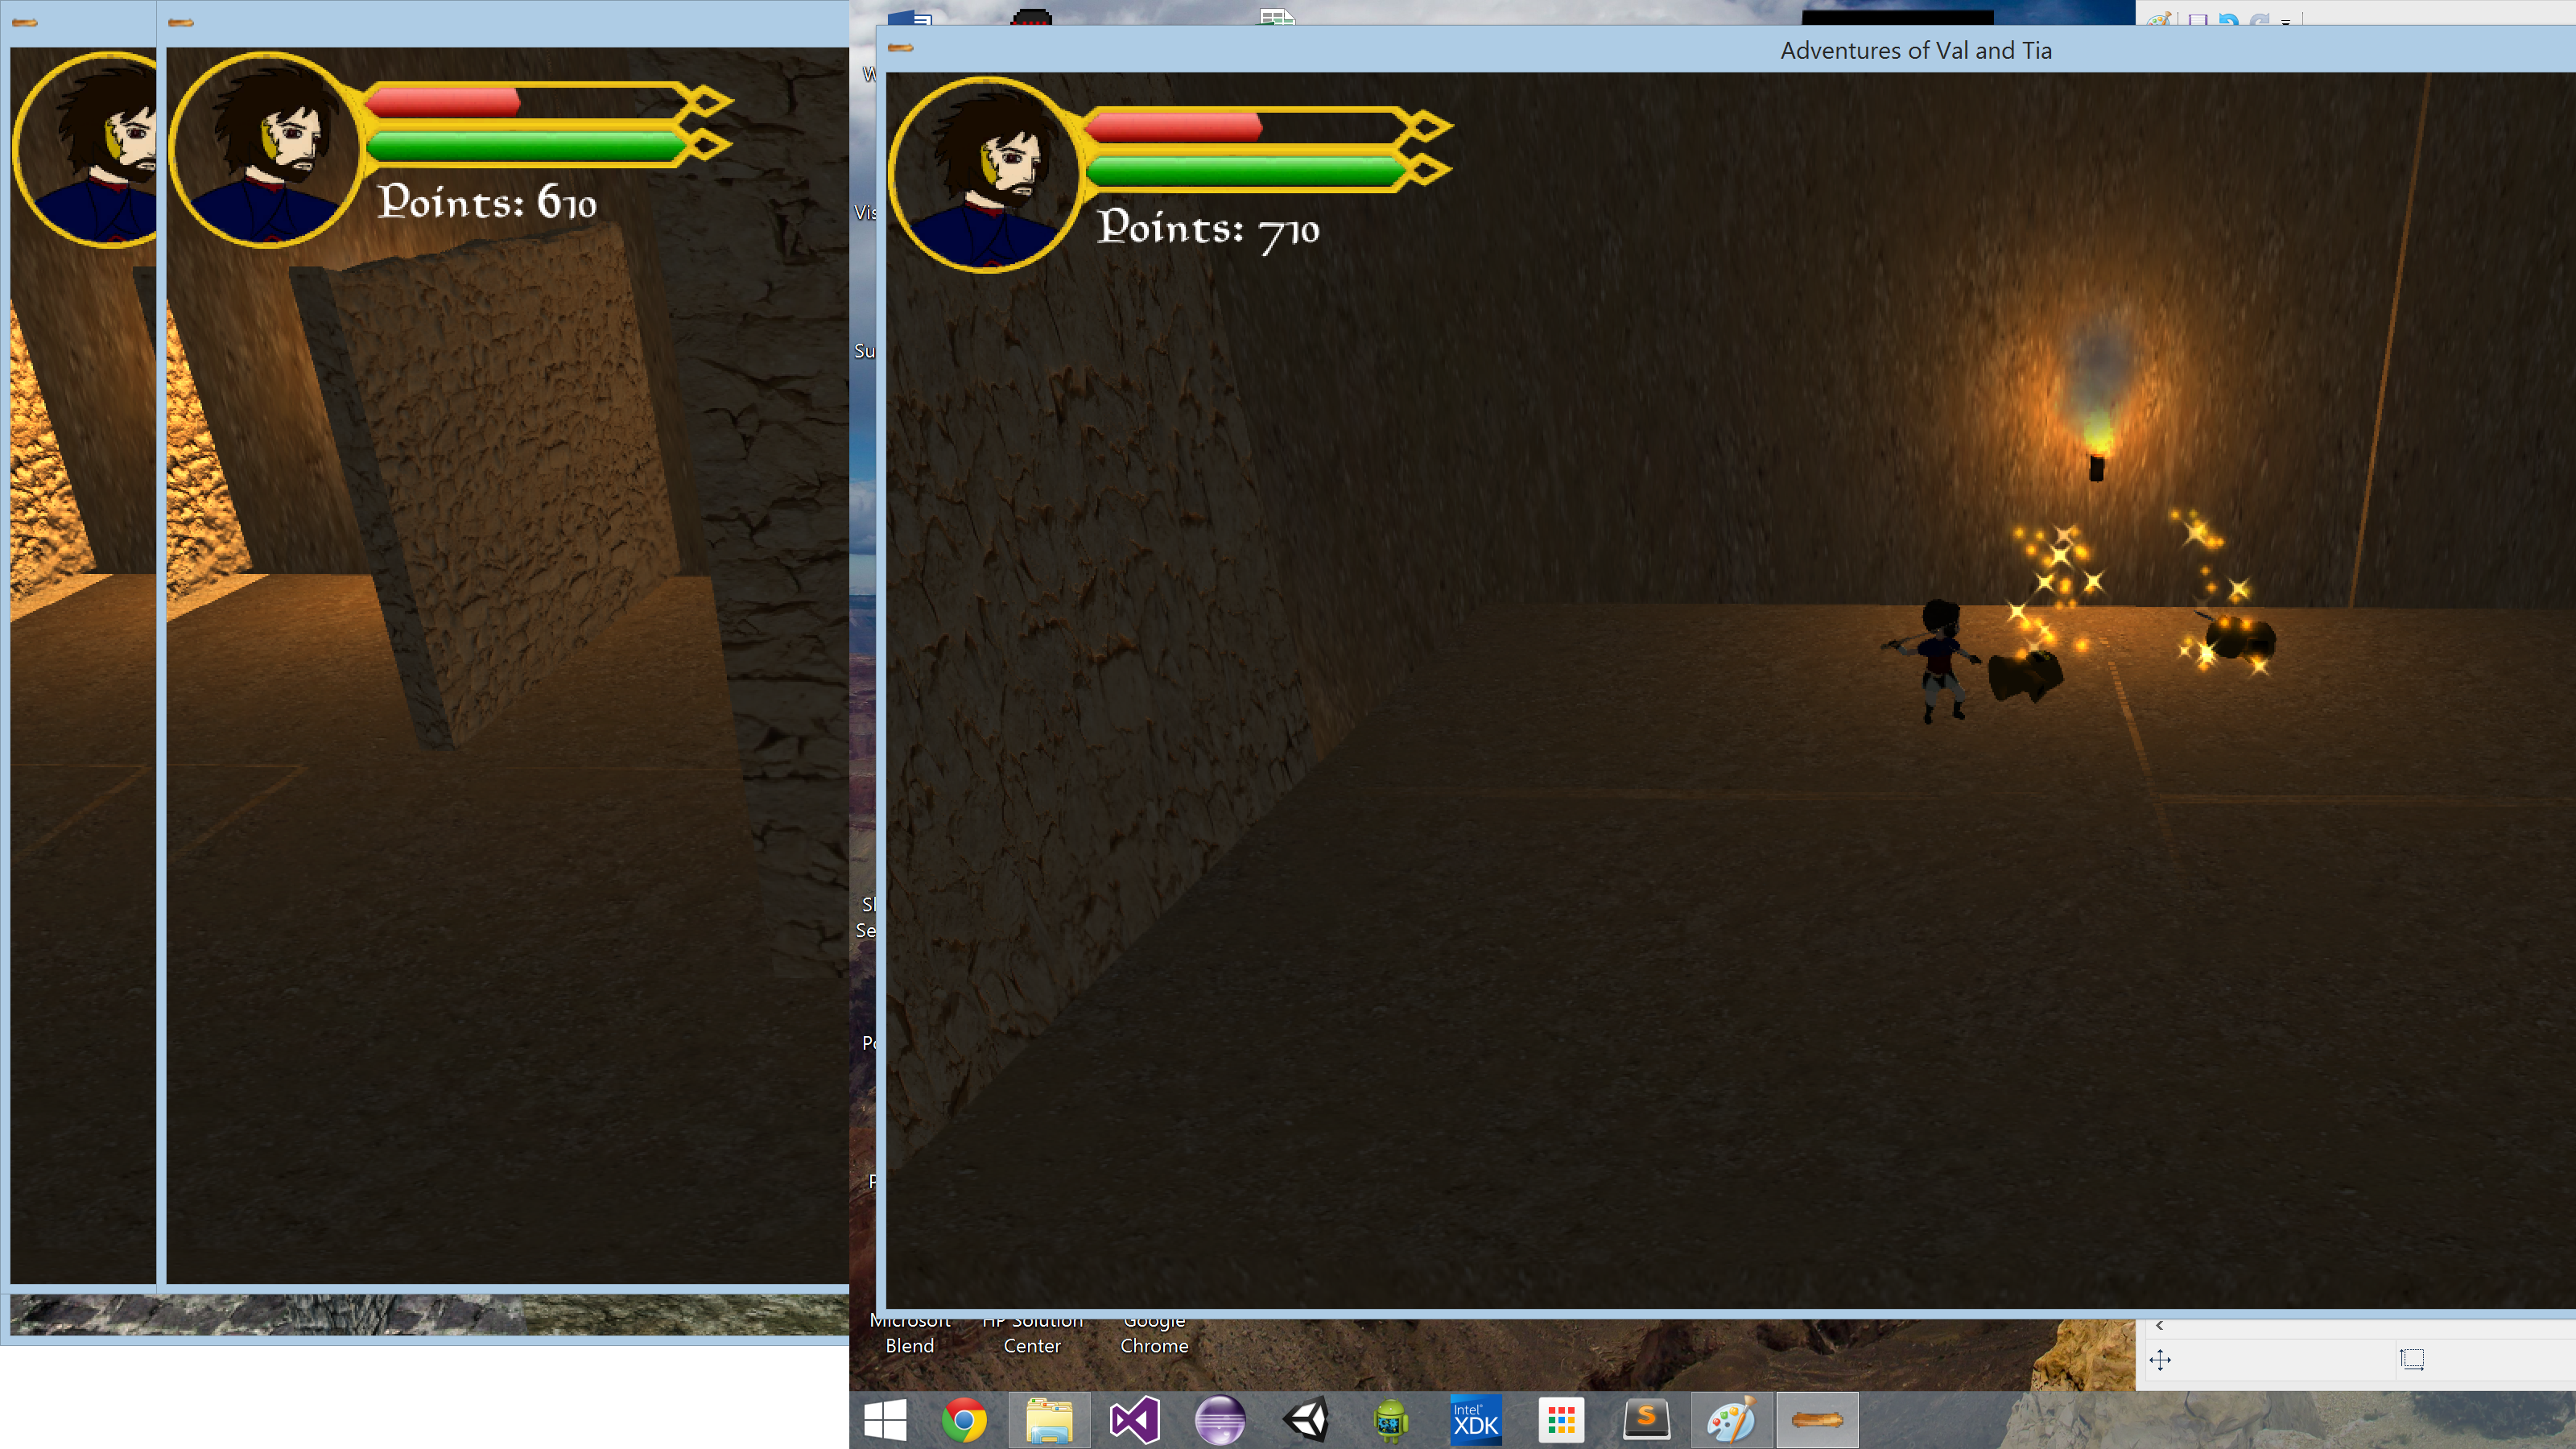 Adventures of Val and Tia
Points: 610
Points: 710
W
Vis
Su
Sl
Se
Po
P
Microsoft
Blend
HP Solution
Center
Google
Chrome
Intel
XDK
S